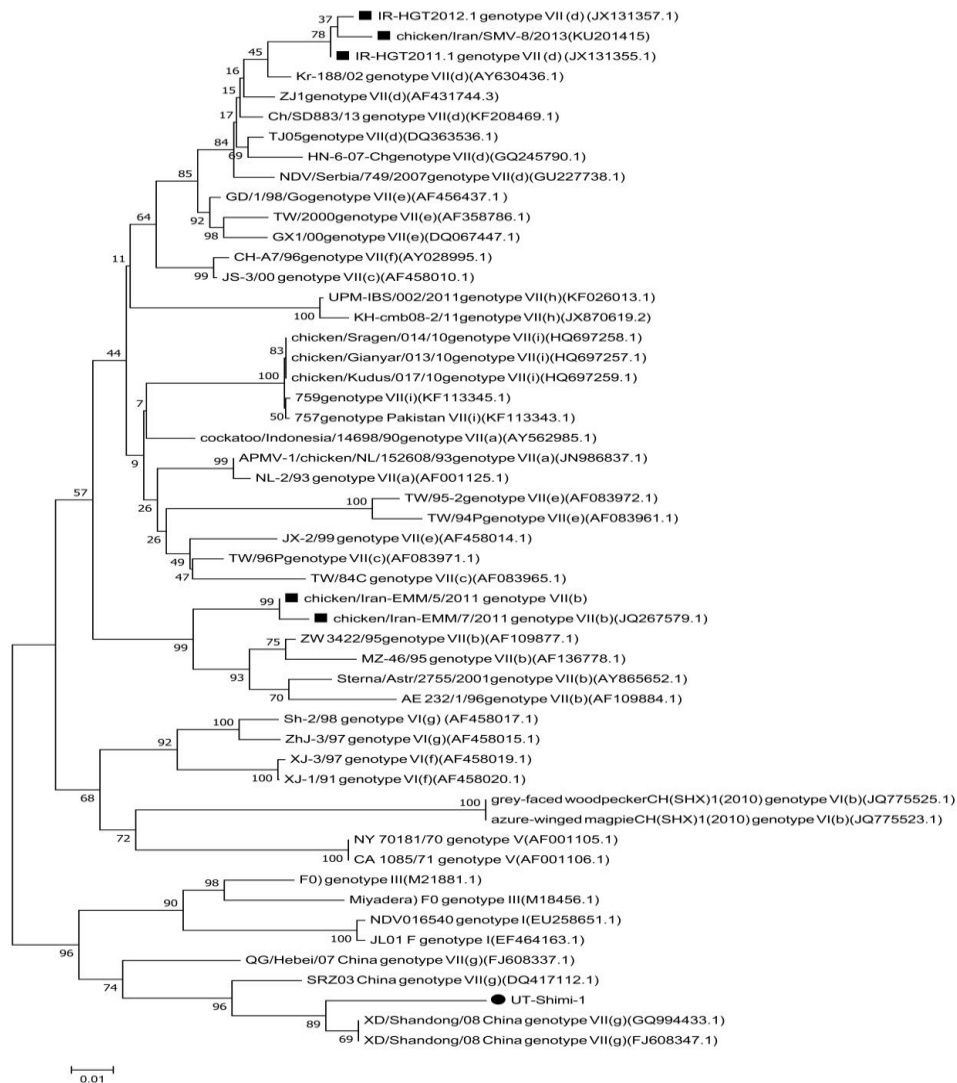 IR-HGT2012.1 genotype VII (d) (JX131357.1)
chicken/Iran/SMV-8/2013(KU201415)
IR-HGT2011.1 genotype VII (d) (JX131355.1)
Kr-188/02 genotype VII(d)(AY630436.1)
ZJ1genotype VII(d)(AF431744.3)
Ch/SD883/13 genotype VII(d)(KF208469.1)
TJ05genotype VII(d)(DQ363536.1)
HN-6-07-Chgenotype VII(d)(GQ245790.1)
NDV/Serbia/749/2007genotype VII(d)(GU227738.1)
GD/1/98/Gogenotype VII(e)(AF456437.1)
TW/2000genotype VII(e)(AF358786.1)
GX1/00genotype VII(e)(DQ067447.1)
CH-A7/96genotype VII(f)(AY028995.1)
JS-3/00 genotype VII(c)(AF458010.1)
UPM-IBS/002/2011genotype VII(h)(KF026013.1)
KH-cmb08-2/11genotype VII(h)(JX870619.2)
chicken/Sragen/014/10genotype VII(i)(HQ697258.1)
chicken/Gianyar/013/10genotype VII(i)(HQ697257.1)
chicken/Kudus/017/10genotype VII(i)(HQ697259.1)
759genotype VII(i)(KF113345.1)
757genotype Pakistan VII(i)(KF113343.1)
cockatoo/Indonesia/14698/90genotype VII(a)(AY562985.1)
APMV-1/chicken/NL/152608/93genotype VII(a)(JN986837.1)
NL-2/93 genotype VII(a)(AF001125.1)
TW/95-2genotype VII(e)(AF083972.1)
TW/94Pgenotype VII(e)(AF083961.1)
JX-2/99 genotype VII(e)(AF458014.1)
TW/96Pgenotype VII(c)(AF083971.1)
TW/84C genotype VII(c)(AF083965.1)
chicken/Iran-EMM/5/2011 genotype VII(b)
chicken/Iran-EMM/7/2011 genotype VII(b)(JQ267579.1)
ZW 3422/95genotype VII(b)(AF109877.1)
MZ-46/95 genotype VII(b)(AF136778.1)
Sterna/Astr/2755/2001genotype VII(b)(AY865652.1)
AE 232/1/96genotype VII(b)(AF109884.1)
Sh-2/98 genotype VI(g) (AF458017.1)
ZhJ-3/97 genotype VI(g)(AF458015.1)
XJ-3/97 genotype VI(f)(AF458019.1)
XJ-1/91 genotype VI(f)(AF458020.1)
grey-faced woodpeckerCH(SHX)1(2010) genotype VI(b)(JQ775525.1)
azure-winged magpieCH(SHX)1(2010) genotype VI(b)(JQ775523.1)
NY 70181/70 genotype V(AF001105.1)
CA 1085/71 genotype V(AF001106.1)
F0) genotype III(M21881.1)
Miyadera) F0 genotype III(M18456.1)
NDV016540 genotype I(EU258651.1)
JL01 F genotype I(EF464163.1)
QG/Hebei/07 China genotype VII(g)(FJ608337.1)
SRZ03 China genotype VII(g)(DQ417112.1)
UT-Shimi-1
XD/Shandong/08 China genotype VII(g)(GQ994433.1)
XD/Shandong/08 China genotype VII(g)(FJ608347.1)
37
78
45
16
15
17
84
69
85
92
98
64
99
11
100
44
83
100
50
7
9
99
26
100
26
49
47
57
99
99
75
93
70
100
92
100
68
100
72
100
98
90
100
96
74
96
89
69
0.01